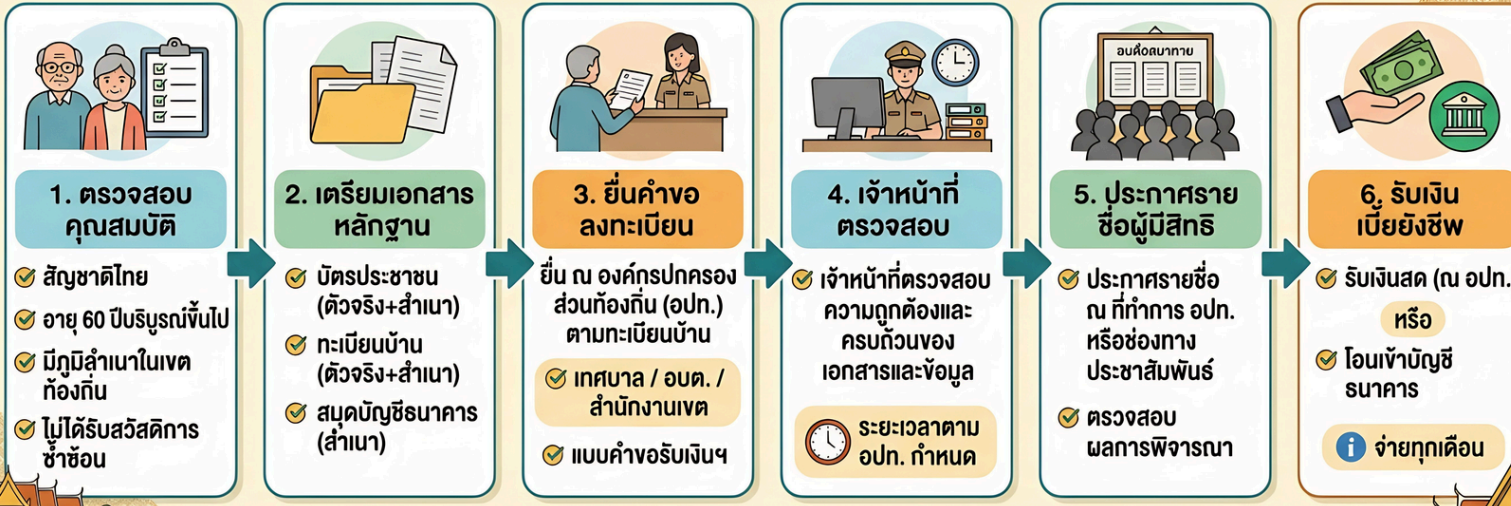 1. ตรวจสอบ
คุณสมบัติ
สัญชาติไทย
อายุ 60 ปีบริบูรณ์ขึ้นไป
มีภูมิลำเนาในเขต
ท้องถิ่น
ไม่ได้รับสวัสดิการ
ซ้ำซ้อน
2. เตรียมเอกสาร
หลักฐาน
บัตรประชาชน
(ตัวจริง+สำเนา)
ทะเบียนบ้าน
(ตัวจริง+สำเนา)
สมุดบัญชีธนาคาร
(สำเนา)
3. ยื่นคำขอ
ลงทะเบียน
ยื่น ณ องค์กรปกครอง
ส่วนท้องถิ่น (อปท.)
ตามทะเบียนบ้าน
เทศบาล / อบต. /
สำนักงานเขต
แบบคำขอรับเงินฯ
4. เจ้าหน้าที่
ตรวจสอบ
เจ้าหน้าที่ตรวจสอบ
ความถูกต้องและ
ครบถ้วนของ
เอกสารและข้อมูล
ระยะเวลาตาม
อปท. กำหนด
5. ประกาศราย
ชื่อผู้มีสิทธิ
ประกาศรายชื่อ
ณ ที่ทำการ อปท.
หรือช่องทาง
ประชาสัมพันธ์
ตรวจสอบ
ผลการพิจารณา
6. รับเงิน
เบี้ยยังชีพ
รับเงินสด (ณ อปท.
หรือ
โอนเข้าบัญชี
ธนาคาร
จ่ายทุกเดือน